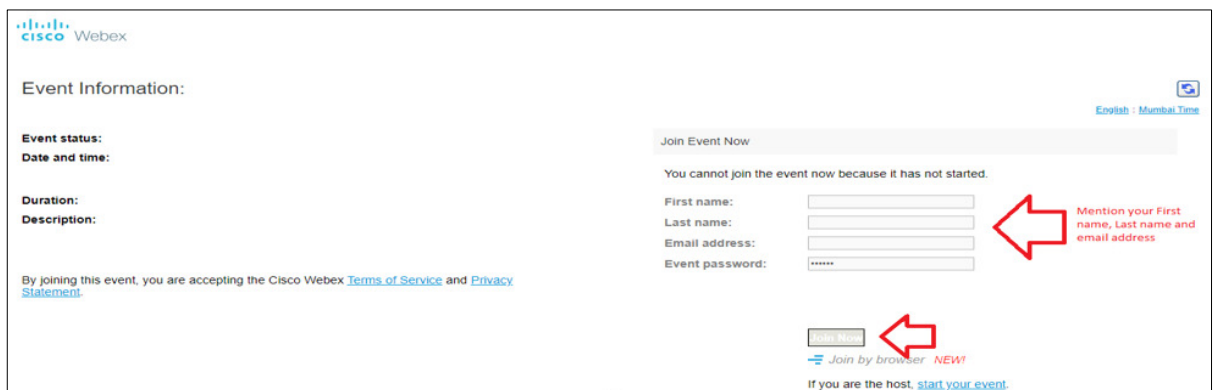 CISCO Webex
Event Information:
English : Mumbai Time
Event status:
Date and time:
Duration:
Description:
By joining this event, you are accepting the Cisco Webex Terms of Service and Privacy
Statement.
Join Event Now
You cannot join the event now because it has not started.
First name:
Last name:
Email address:
Event password: ••••••
Mention your First
name, Last name and
email address
Join Now
Join by browser NEW!
If you are the host, start your event.